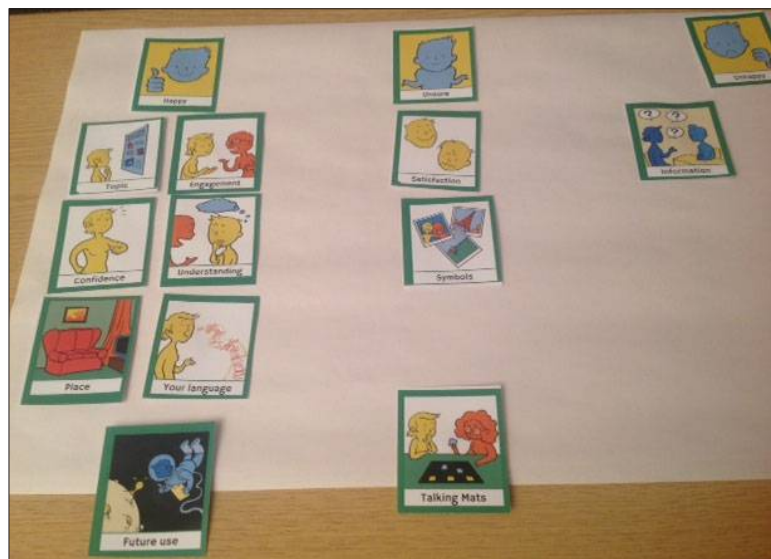 Happy
Unsure
Unhappy
Topic
Engagement
Satisfaction
? ?
?
Information
Confidence
Understanding
Symbols
Place
Your language
Talking Mats
Future use